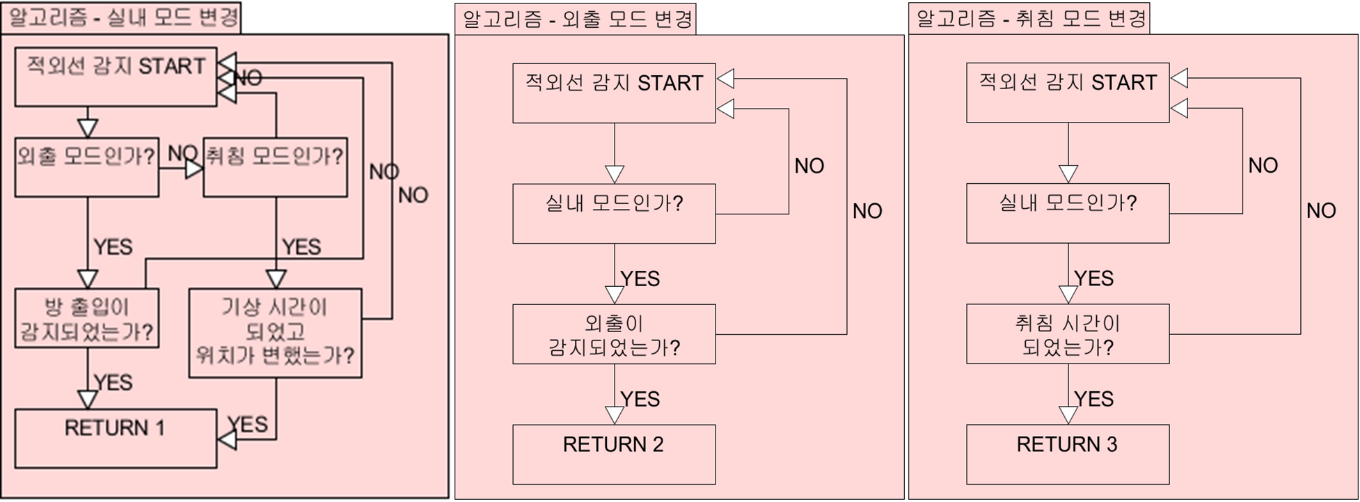 알고리즘 - 실내 모드 변경
적외선 감지 START
NO
외출 모드인가?
NO
취침 모드인가?
NO
NO
YES
YES
방 출입이
감지되었는가?
기상 시간이
되었고
위치가 변했는가?
YES
YES
RETURN 1
알고리즘 - 외출 모드 변경
적외선 감지 START
NO
실내 모드인가?
NO
YES
외출이
감지되었는가?
YES
RETURN 2
알고리즘 - 취침 모드 변경
적외선 감지 START
NO
실내 모드인가?
NO
YES
취침 시간이
되었는가?
YES
RETURN 3